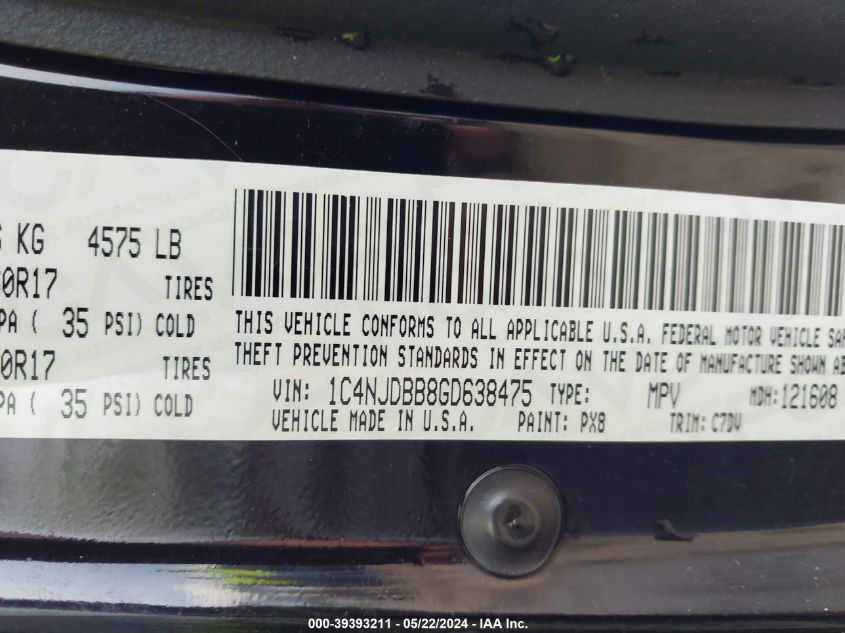 KG 4575 LB
0R17 TIRES
PA ( 35 PSI) COLD
0R17 TIRES
PA ( 35 PSI) COLD
THIS VEHICLE CONFORMS TO ALL APPLICABLE U.S.A. FEDERAL MOTOR VEHICLE SAF
THEFT PREVENTION STANDARDS IN EFFECT ON THE DATE OF MANUFACTURE SHOWN AB
VIN: 1C4NJDBB8GD638475 TYPE: MPV MDH:121608
VEHICLE MADE IN U.S.A. PAINT: PX8 TRIM: C7DV
000-39393211 - 05/22/2024 - IAA Inc.